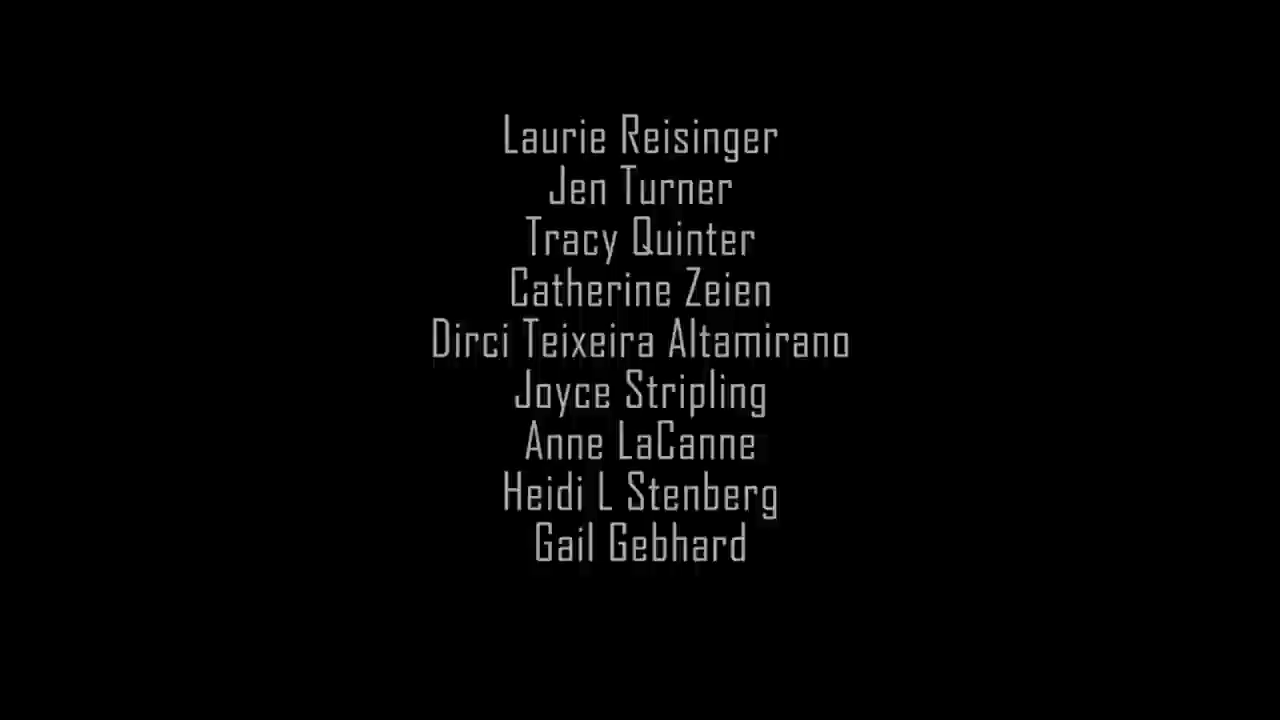 Laurie Reisinger
Jen Turner
Tracy Quinter
Catherine Zeien
Dirci Teixeira Altamirano
Joyce Stripling
Anne LaCanne
Heidi L Stenberg
Gail Gebhard